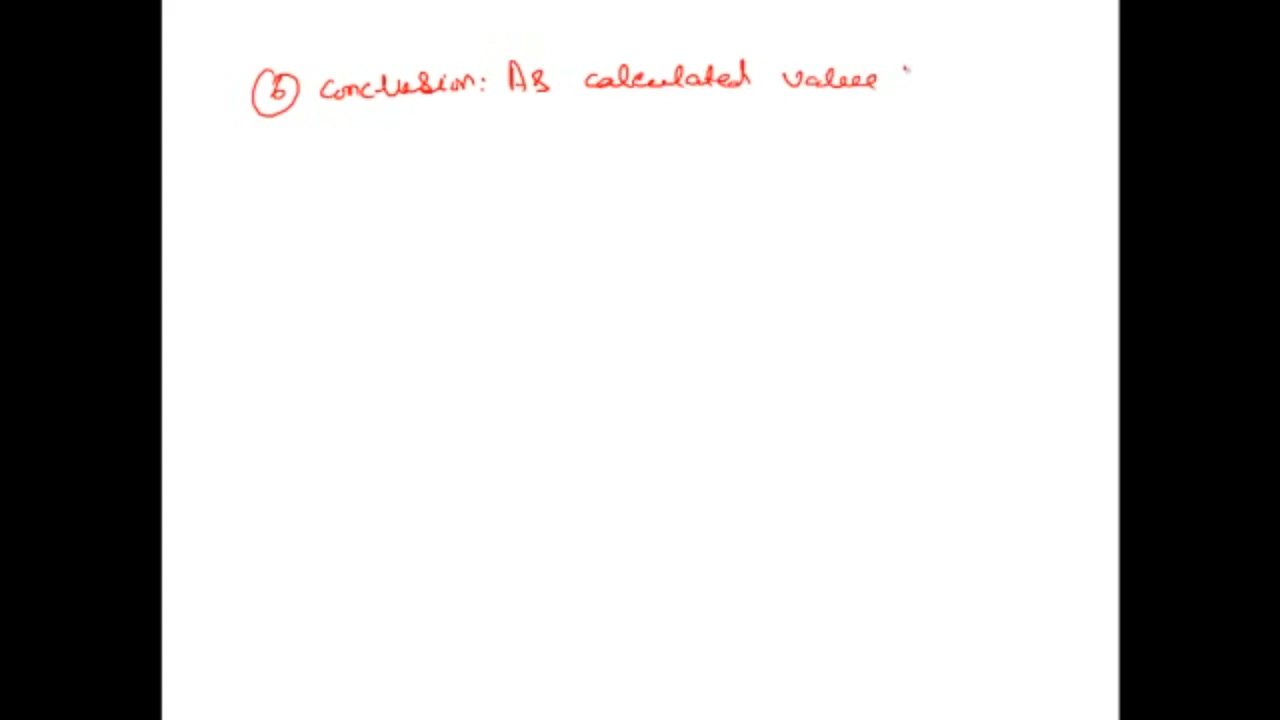 ⑥ conclusion: As calculated value